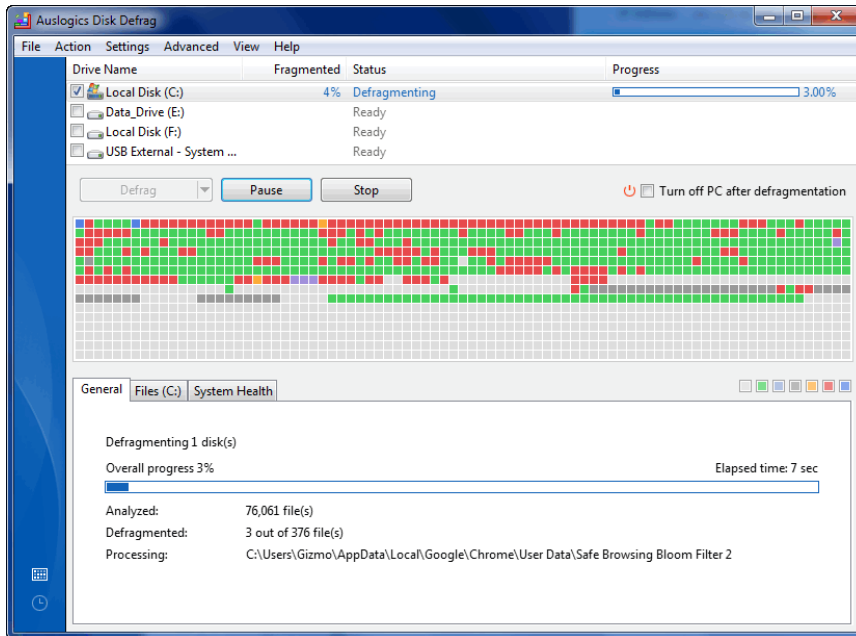 Auslogics Disk Defrag
File Action Settings Advanced View Help
Drive Name Fragmented Status Progress
Local Disk (C:) 4% Defragmenting 3.00%
Data_Drive (E:) Ready
Local Disk (F:) Ready
USB External - System ... Ready
Defrag Pause Stop Turn off PC after defragmentation
General Files (C:) System Health
Defragmenting 1 disk(s)
Overall progress 3% Elapsed time: 7 sec
Analyzed: 76,061 file(s)
Defragmented: 3 out of 376 file(s)
Processing: C:\Users\Gizmo\AppData\Local\Google\Chrome\User Data\Safe Browsing Bloom Filter 2